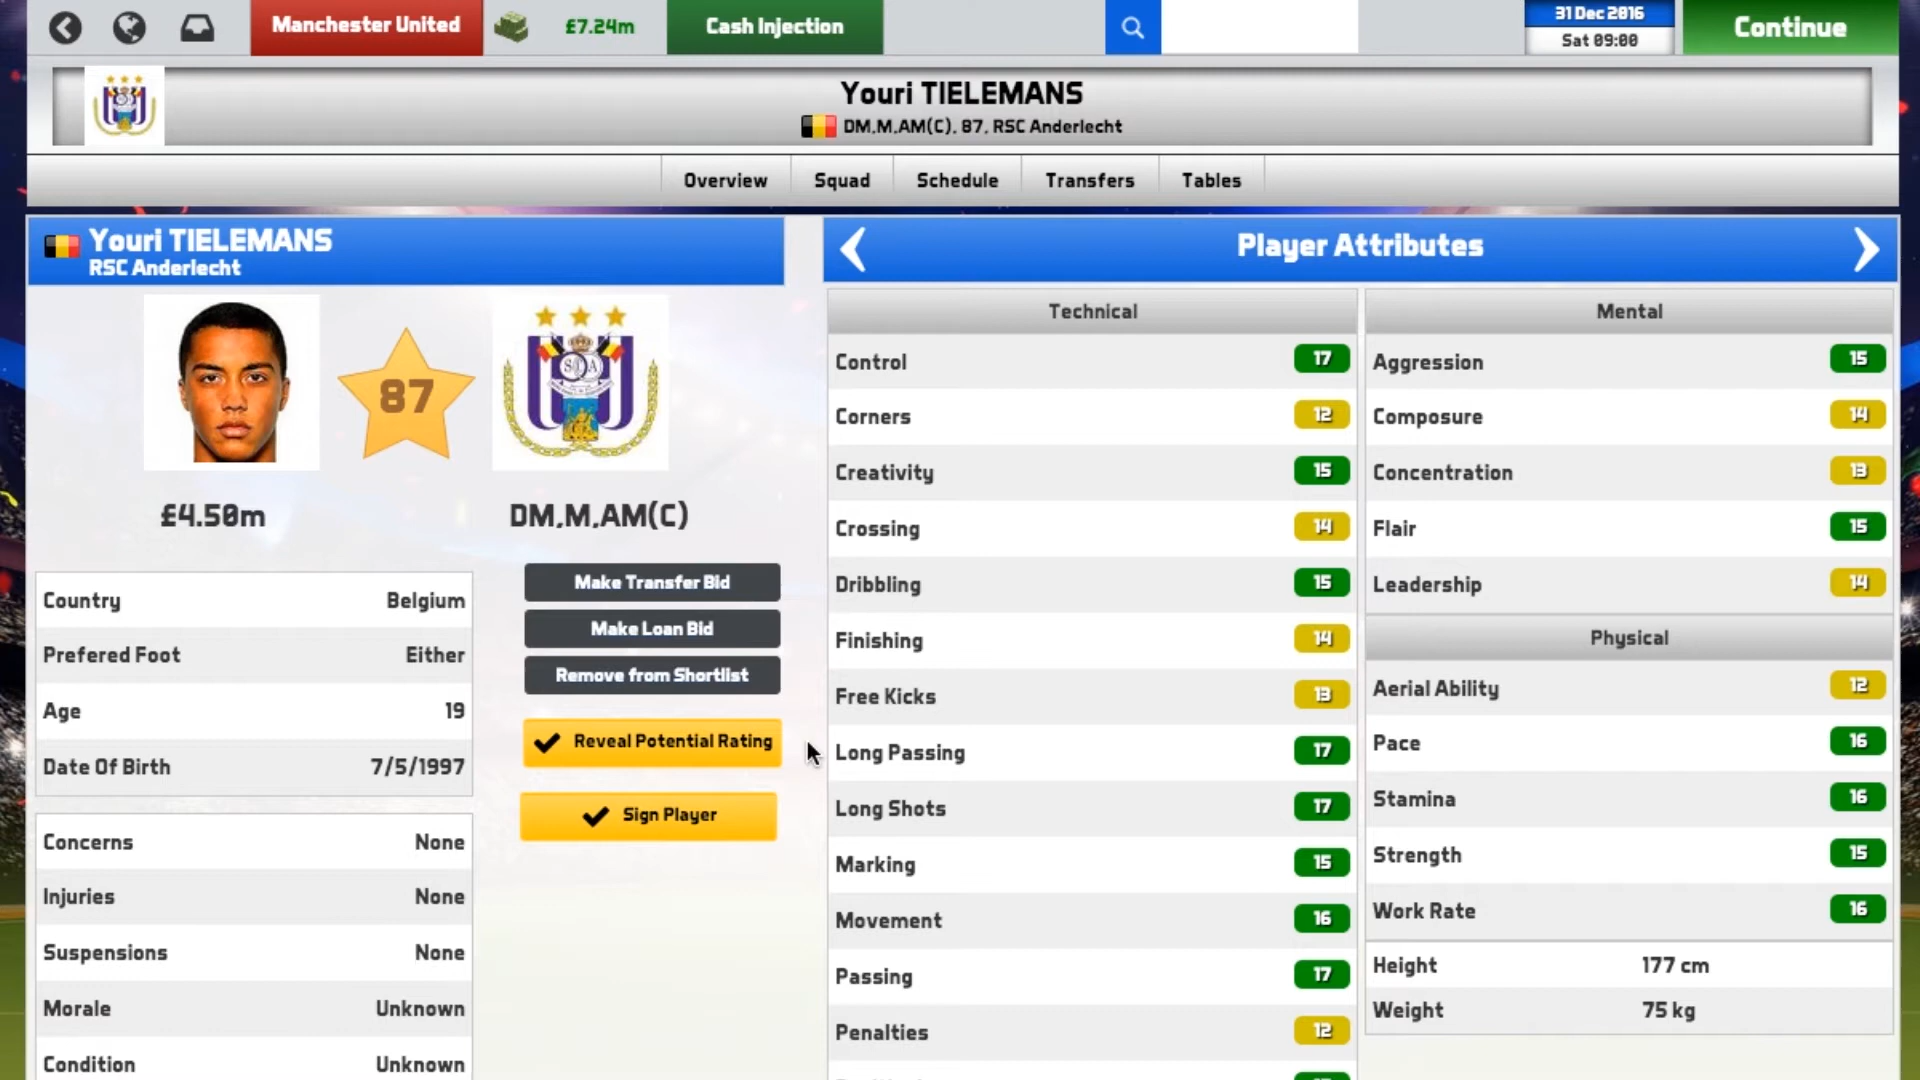 Manchester United
£7.24m
Cash Injection
31 Dec 2016
Sat 09:00
Continue
Youri TIELEMANS
DM,M,AM(C), 87, RSC Anderlecht
Overview
Squad
Schedule
Transfers
Tables
Youri TIELEMANS
RSC Anderlecht
87
£4.50m
DM,M,AM(C)
Country Belgium
Prefered Foot Either
Age 19
Date Of Birth 7/5/1997
Concerns None
Injuries None
Suspensions None
Morale Unknown
Condition Unknown
Make Transfer Bid
Make Loan Bid
Remove from Shortlist
Reveal Potential Rating
Sign Player
Player Attributes
Technical
Control 17
Corners 12
Creativity 15
Crossing 14
Dribbling 15
Finishing 14
Free Kicks 13
Long Passing 17
Long Shots 17
Marking 15
Movement 16
Passing 17
Penalties 12
Mental
Aggression 15
Composure 14
Concentration 13
Flair 15
Leadership 14
Physical
Aerial Ability 12
Pace 16
Stamina 16
Strength 15
Work Rate 16
Height 177 cm
Weight 75 kg